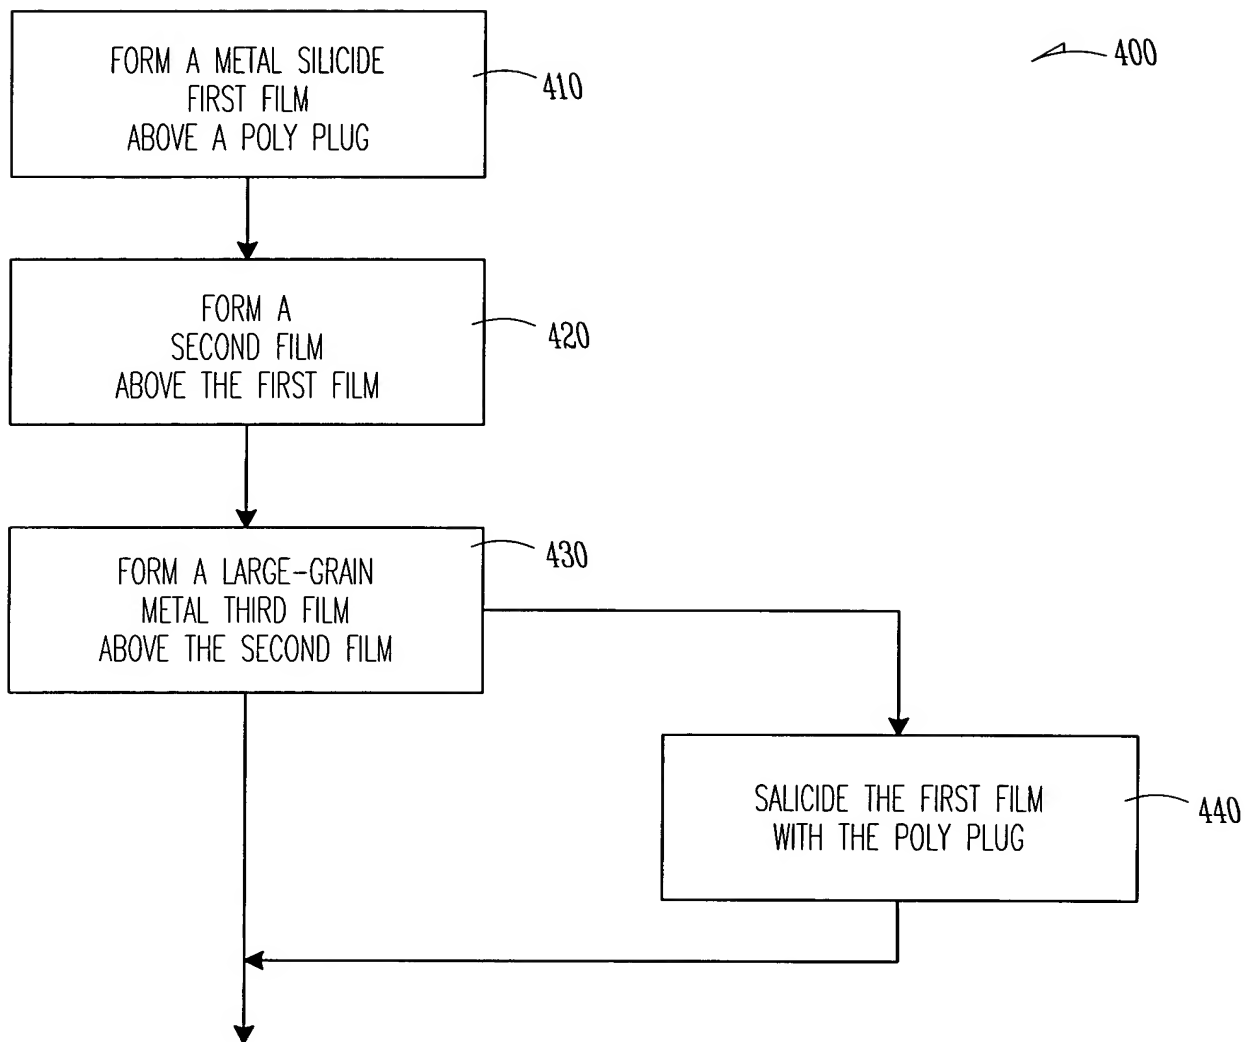 FORM A METAL SILICIDE
FIRST FILM
ABOVE A POLY PLUG
410
400
FORM A
SECOND FILM
ABOVE THE FIRST FILM
420
FORM A LARGE-GRAIN
METAL THIRD FILM
ABOVE THE SECOND FILM
430
SALICIDE THE FIRST FILM
WITH THE POLY PLUG
440